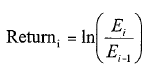 Returnᵢ = ln(Eᵢ / Eᵢ₋₁)